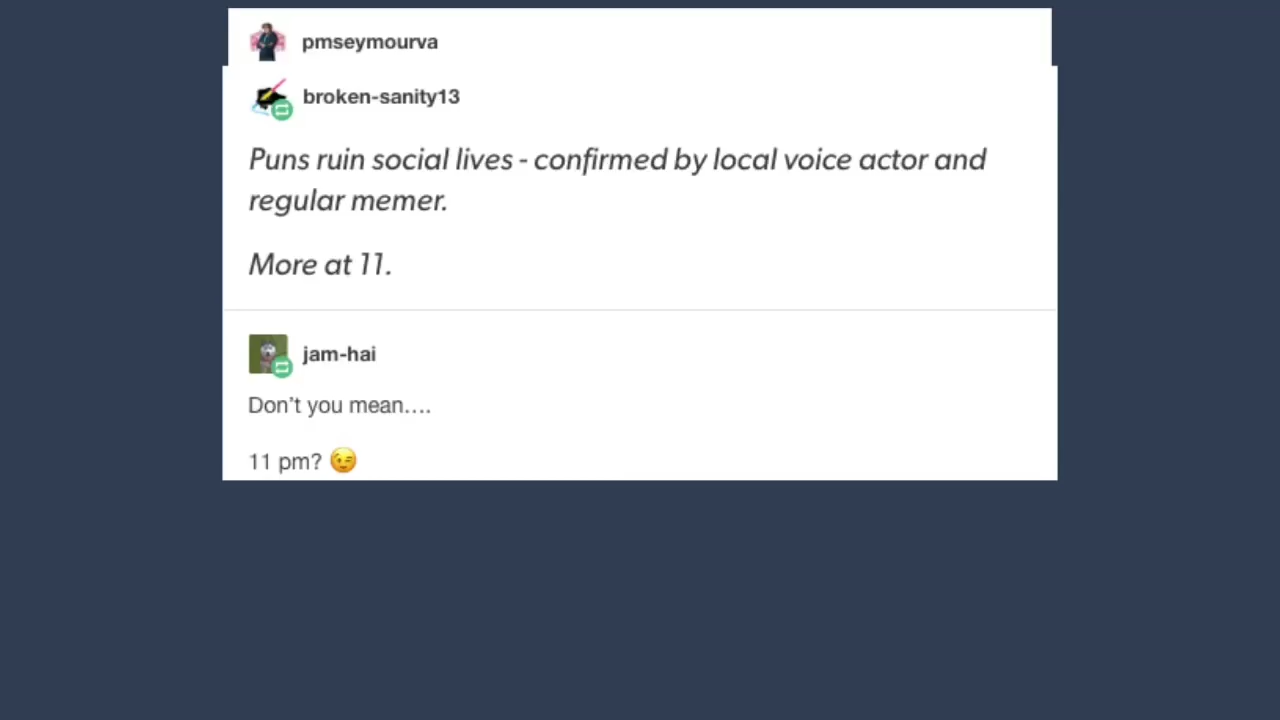 pmseymourva
broken-sanity13
Puns ruin social lives - confirmed by local voice actor and
regular memer.
More at 11.
jam-hai
Don’t you mean....
11 pm? 😉